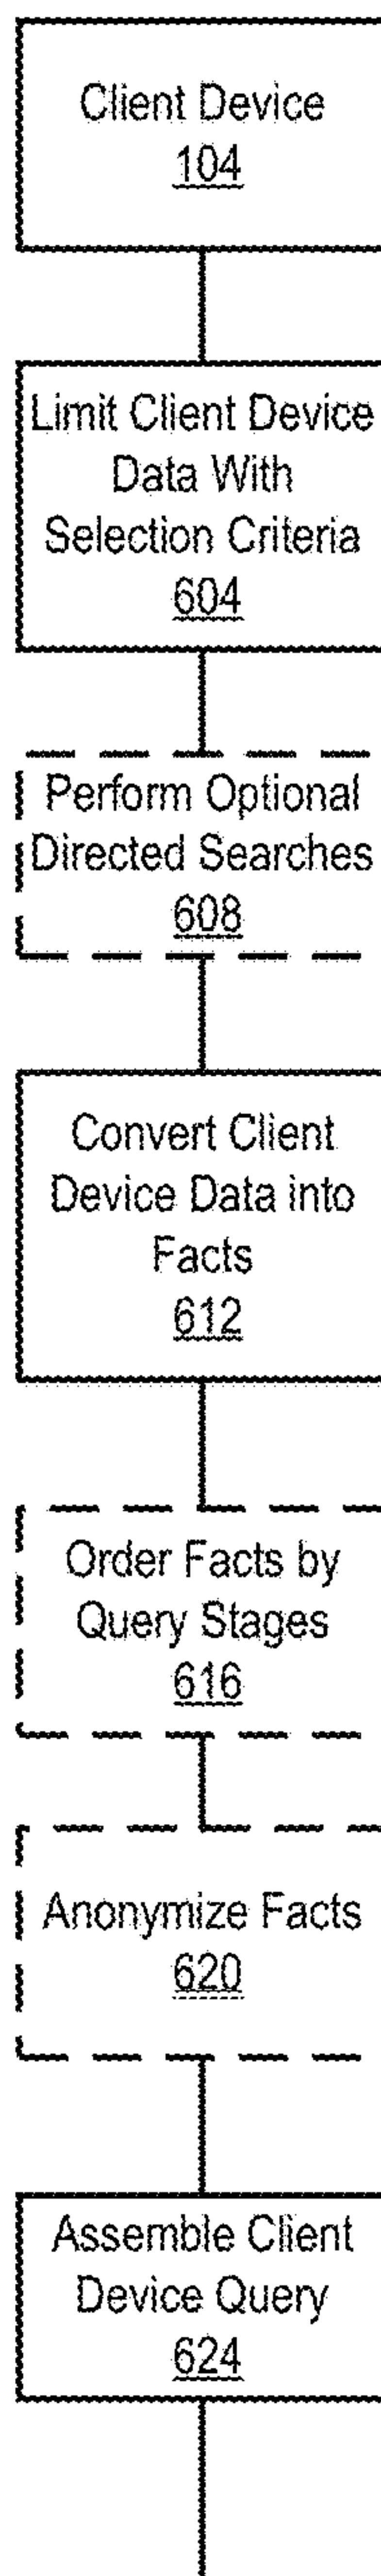 Client Device
104
Limit Client Device
Data With
Selection Criteria
604
Perform Optional
Directed Searches
608
Convert Client
Device Data into
Facts
612
Order Facts by
Query Stages
616
Anonymize Facts
620
Assemble Client
Device Query
624